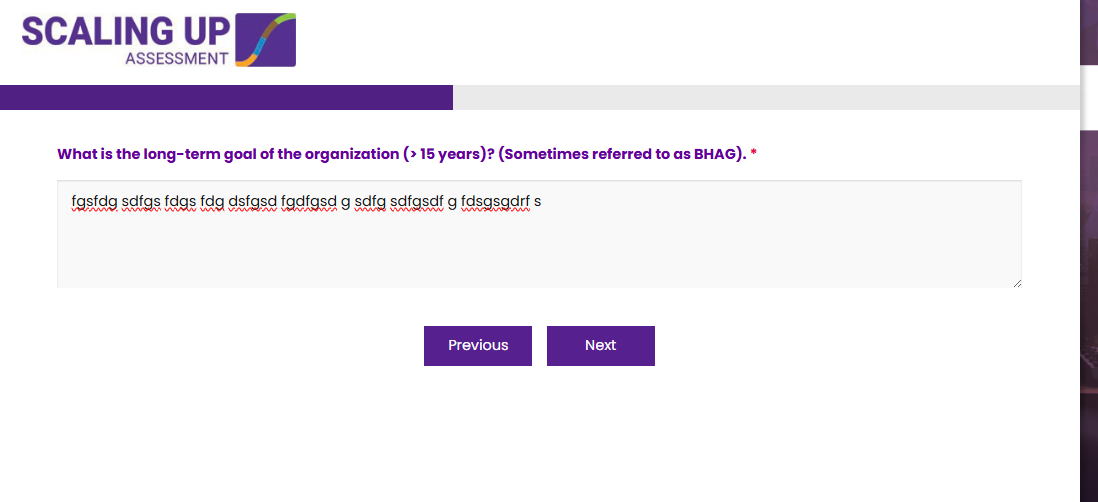 SCALING UP
ASSESSMENT
What is the long-term goal of the organization (> 15 years)? (Sometimes referred to as BHAG). *
fgsfdg sdfgs fdgs fdg dsfgsd fgdfgsd g sdfg sdfgsdf g fdsgsgdrf s
Previous Next